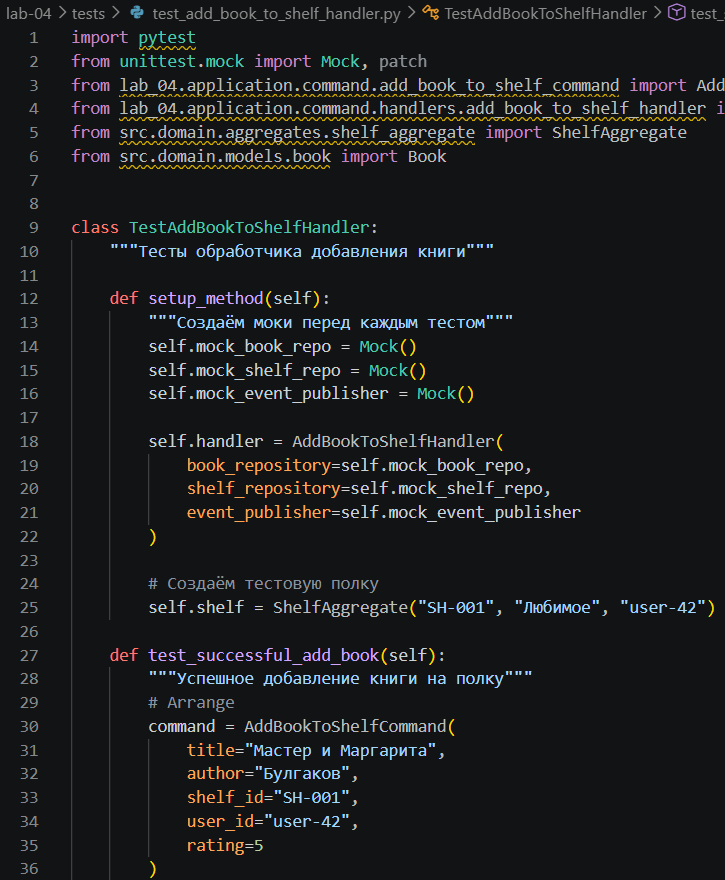 lab-04 > tests > test_add_book_to_shelf_handler.py > TestAddBookToShelfHandler > test_
1 import pytest
2 from unittest.mock import Mock, patch
3 from lab_04.application.command.add_book_to_shelf_command import Add
4 from lab_04.application.command.handlers.add_book_to_shelf_handler i
5 from src.domain.aggregates.shelf_aggregate import ShelfAggregate
6 from src.domain.models.book import Book
7
8
9 class TestAddBookToShelfHandler:
10     """Тесты обработчика добавления книги"""
11
12     def setup_method(self):
13         """Создаём моки перед каждым тестом"""
14         self.mock_book_repo = Mock()
15         self.mock_shelf_repo = Mock()
16         self.mock_event_publisher = Mock()
17
18         self.handler = AddBookToShelfHandler(
19             book_repository=self.mock_book_repo,
20             shelf_repository=self.mock_shelf_repo,
21             event_publisher=self.mock_event_publisher
22         )
23
24         # Создаём тестовую полку
25         self.shelf = ShelfAggregate("SH-001", "Любимое", "user-42")
26
27     def test_successful_add_book(self):
28         """Успешное добавление книги на полку"""
29         # Arrange
30         command = AddBookToShelfCommand(
31             title="Мастер и Маргарита",
32             author="Булгаков",
33             shelf_id="SH-001",
34             user_id="user-42",
35             rating=5
36         )